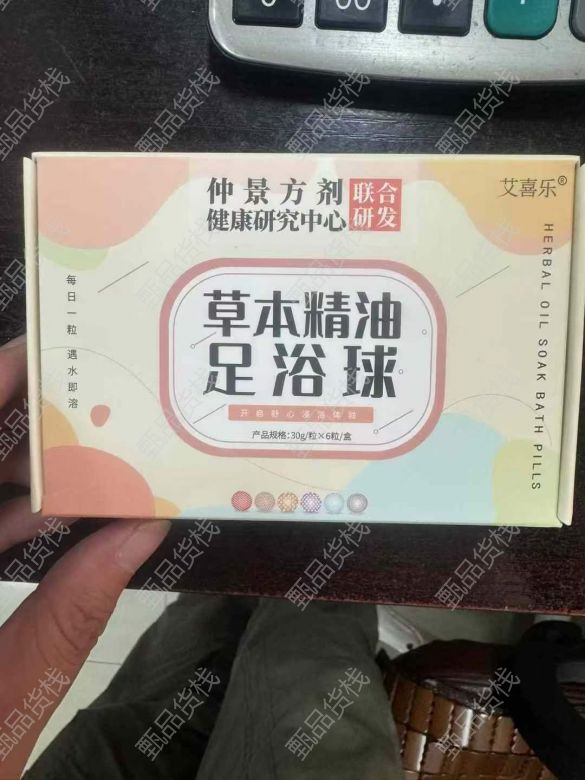 艾喜乐®
仲景方剂
健康研究中心
联合
研发
HERBAL OIL SOAK BATH PILLS
每日一粒 遇水即溶
草本精油
足浴球
开启舒心浸浴体验
产品规格:30g/粒×6粒/盒
甄品货栈